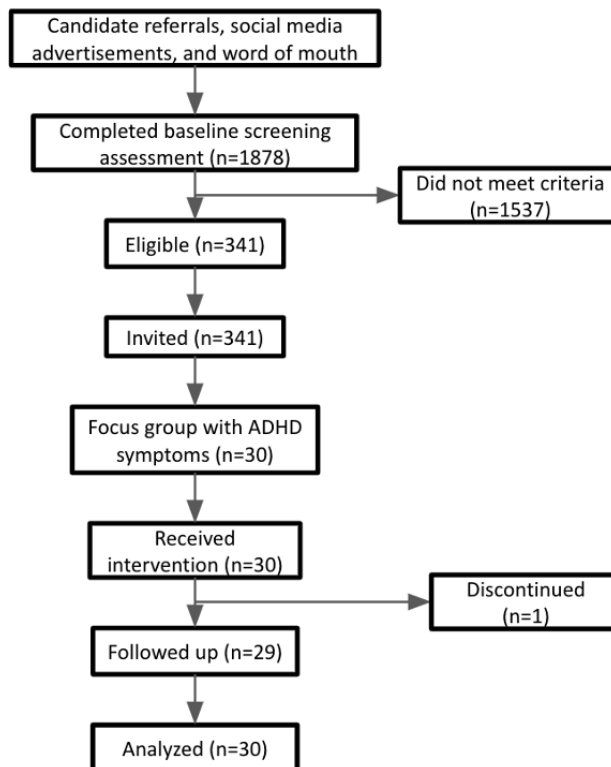 Candidate referrals, social media
advertisements, and word of mouth
Completed baseline screening
assessment (n=1878)
Did not meet criteria
(n=1537)
Eligible (n=341)
Invited (n=341)
Focus group with ADHD
symptoms (n=30)
Received
intervention (n=30)
Discontinued
(n=1)
Followed up (n=29)
Analyzed (n=30)